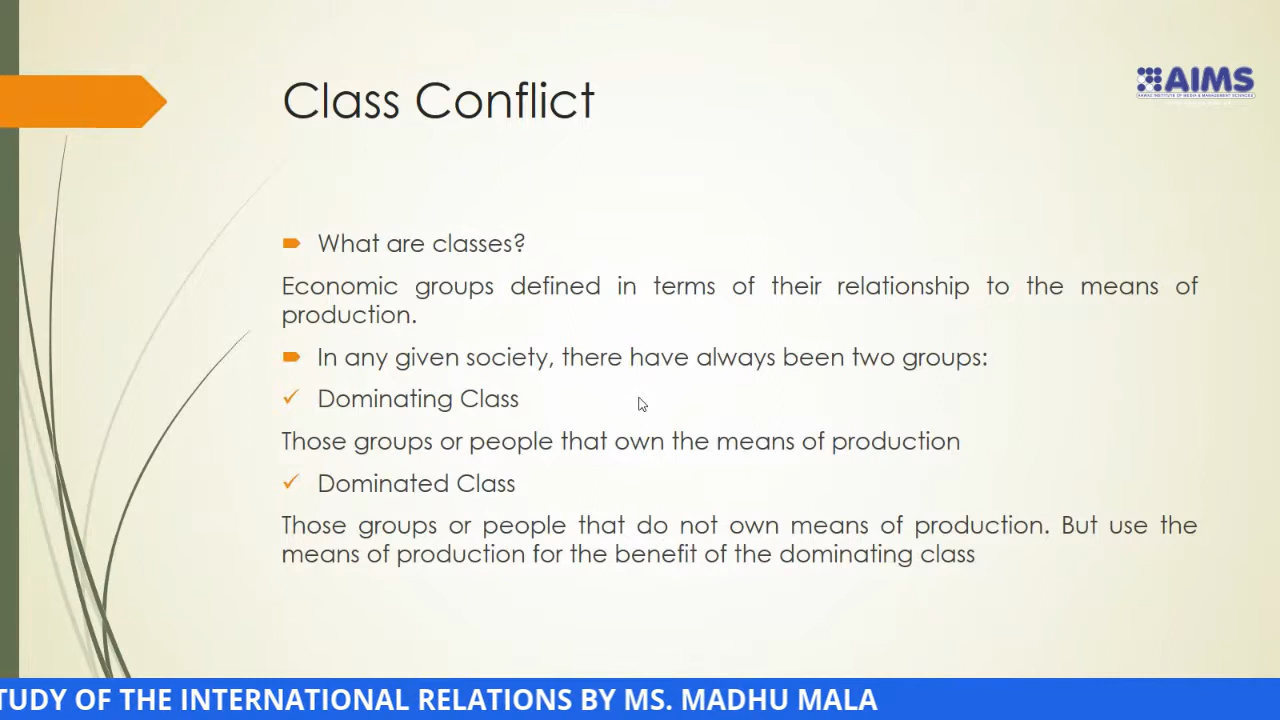 Class Conflict
AIMS
What are classes?
Economic groups defined in terms of their relationship to the means of
production.
In any given society, there have always been two groups:
Dominating Class
Those groups or people that own the means of production
Dominated Class
Those groups or people that do not own means of production. But use the
means of production for the benefit of the dominating class
TUDY OF THE INTERNATIONAL RELATIONS BY MS. MADHU MALA